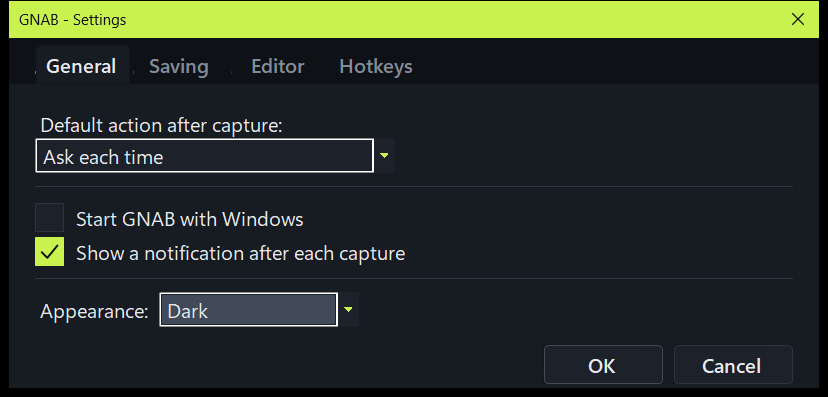 GNAB - Settings
General Saving Editor Hotkeys
Default action after capture:
Ask each time
Start GNAB with Windows
Show a notification after each capture
Appearance: Dark
OK Cancel